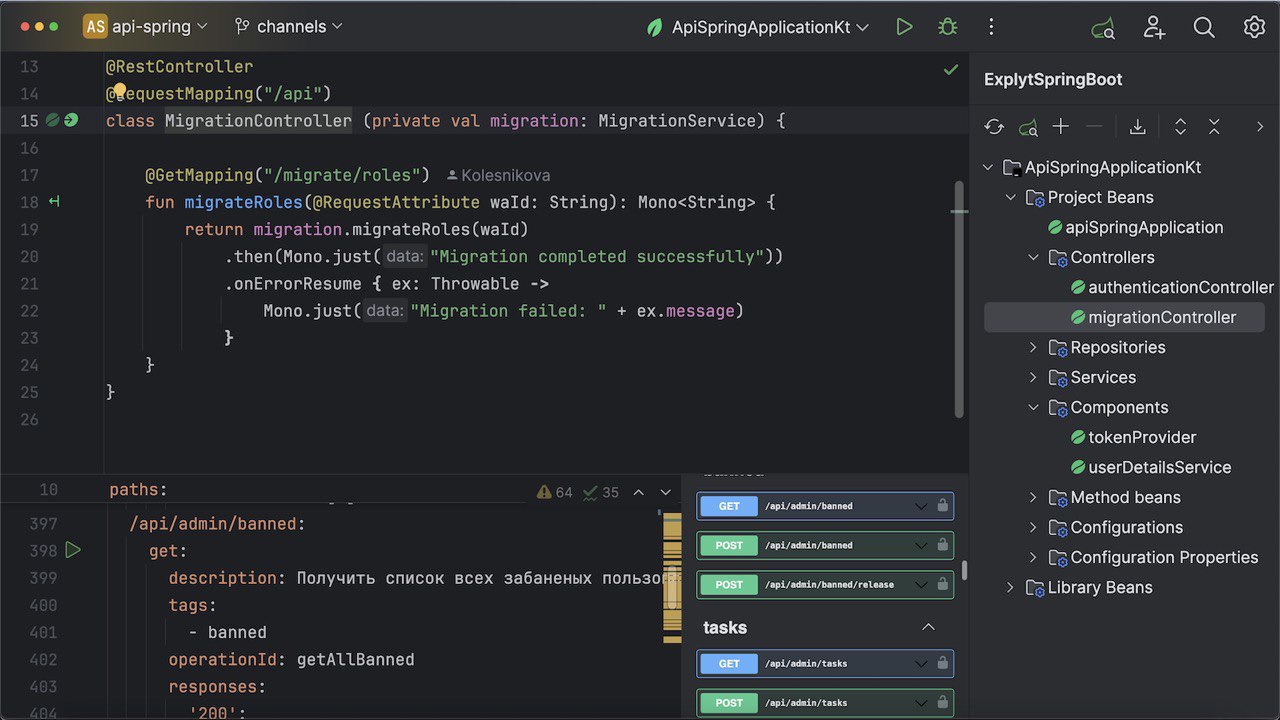 AS api-spring channels ApiSpringApplicationKt
13 @RestController
14 @RequestMapping("/api")
15 class MigrationController (private val migration: MigrationService) {
16
17 @GetMapping("/migrate/roles") Kolesnikova
18 fun migrateRoles(@RequestAttribute waId: String): Mono<String> {
19 return migration.migrateRoles(waId)
20 .then(Mono.just( data: "Migration completed successfully"))
21 .onErrorResume { ex: Throwable ->
22 Mono.just( data: "Migration failed: " + ex.message)
23 }
24 }
25 }
26
10 paths: 64 35
397 /api/admin/banned:
398 get:
399 description: Получить список всех забаненых пользо
400 tags:
401 - banned
402 operationId: getAllBanned
403 responses:
404 '200':
banned
GET /api/admin/banned
POST /api/admin/banned
POST /api/admin/banned/release
tasks
GET /api/admin/tasks
POST /api/admin/tasks
ExplytSpringBoot
ApiSpringApplicationKt
Project Beans
apiSpringApplication
Controllers
authenticationController
migrationController
Repositories
Services
Components
tokenProvider
userDetailsService
Method beans
Configurations
Configuration Properties
Library Beans